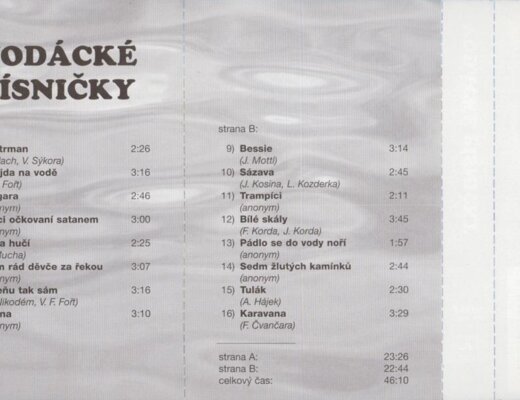 ODÁCKÉ
ÍSNIČKY
trman 2:26
lach, V. Sýkora)
jda na vodě 3:16
Fořt)
gara 2:46
nym)
ci očkovaní satanem 3:00
nym)
a hučí 2:25
Mucha)
n rád děvče za řekou 3:07
nym)
eňu tak sám 3:16
likodém, V. F. Fořt)
na 3:10
nym)
strana B:
9) Bessie 3:14
(J. Mottl)
10) Sázava 2:45
(J. Kosina, L. Kozderka)
11) Trampíci 2:11
(anonym)
12) Bílé skály 3:45
(F. Korda, J. Korda)
13) Pádlo se do vody noří 1:57
(anonym)
14) Sedm žlutých kamínků 2:44
(anonym)
15) Tulák 2:30
(A. Hájek)
16) Karavana 3:29
(F. Čvančara)
strana A: 23:26
strana B: 22:44
celkový čas: 46:10